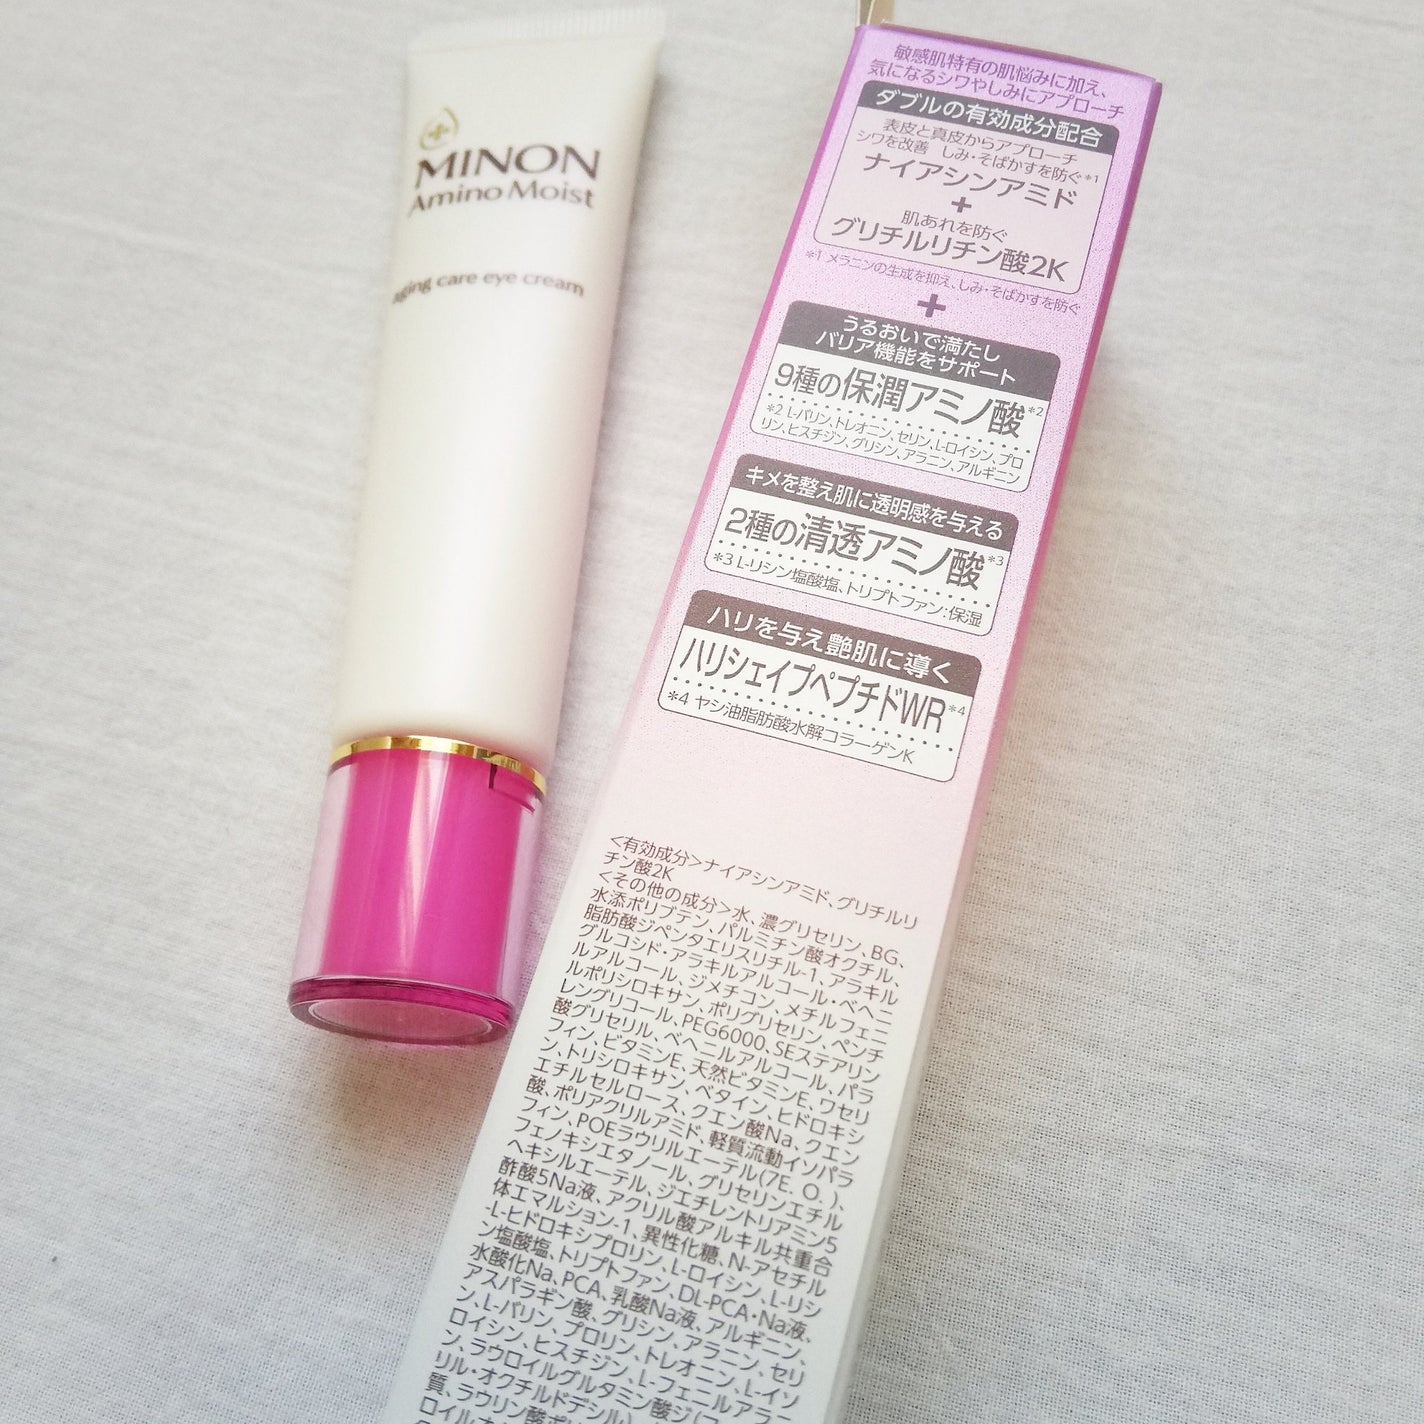 MINON
Amino Moist
aging care eye cream
敏感肌特有の肌悩みに加え、
気になるシワやしみにアプローチ
ダブルの有効成分配合
表皮と真皮からアプローチ
シワを改善 しみ・そばかすを防ぐ*1
ナイアシンアミド
+
肌あれを防ぐ
グリチルリチン酸2K
*1 メラニンの生成を抑え、しみ・そばかすを防ぐ
+
うるおいで満たし
バリア機能をサポート
9種の保潤アミノ酸*2
*2 L-バリン、トレオニン、セリン、L-ロイシン、プロ
リン、ヒスチジン、グリシン、アラニン、アルギニン
キメを整え肌に透明感を与える
2種の清透アミノ酸*3
*3 L-リシン塩酸塩、トリプトファン:保湿
ハリを与え艶肌に導く
ハリシェイプペプチドWR*4
*4 ヤシ油脂肪酸水解コラーゲンK
<有効成分>ナイアシンアミド、グリチルリ
チン酸2K
<その他の成分>水、濃グリセリン、BG、
水添ポリブテン、パルミチン酸オクチル、
脂肪酸ジペンタエリスリチル-1、アラキル
グルコシド・アラキルアルコール・ベヘニ
ルアルコール、ジメチコン、メチルフェニ
ルポリシロキサン、ポリグリセリン、ペンチ
レングリコール、PEG6000、SEステアリン
酸グリセリル、ベヘニルアルコール、パラ
フィン、ビタミンE、天然ビタミンE、ワセリ
ン、トリシロキサン、ベタイン、ヒドロキシ
エチルセルロース、クエン酸Na、クエン
酸、ポリアクリルアミド、軽質流動イソパラ
フィン、POEラウリルエーテル(7E. O. )、
フェノキシエタノール、グリセリンエチル
ヘキシルエーテル、ジエチレントリアミン5
酢酸5Na液、アクリル酸アルキル共重合
体エマルション-1、異性化糖、N-アセチル
-L-ヒドロキシプロリン、L-ロイシン、L-リシ
ン塩酸塩、トリプトファン、DL-PCA・Na液、
水酸化Na、PCA、乳酸Na液、アルギニン、
アスパラギン酸、グリシン、アラニン、セリ
ン、L-バリン、プロリン、トレオニン、L-イソ
ロイシン、ヒスチジン、L-フェニルアラニ
ン、ラウロイルグルタミン酸ジ(コ
リル・オクチルドデシル)
質、ラウリン酸ポ